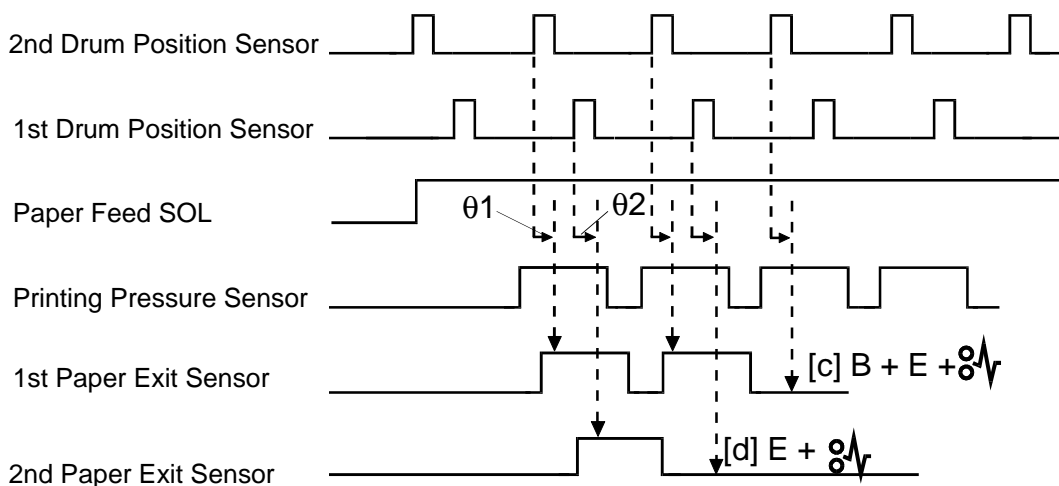 2nd Drum Position Sensor
1st Drum Position Sensor
Paper Feed SOL
θ1
θ2
Printing Pressure Sensor
1st Paper Exit Sensor
[c] B + E +
2nd Paper Exit Sensor
[d] E +